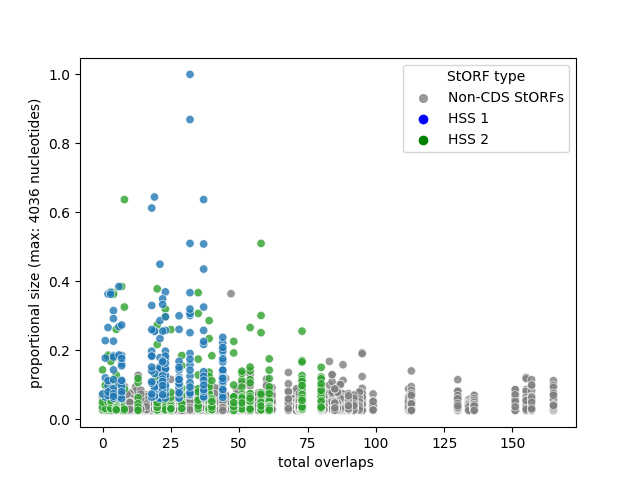 StORF type
Non-CDS StORFs
HSS 1
HSS 2
proportional size (max: 4036 nucleotides)
1.0
0.8
0.6
0.4
0.2
0.0
0 25 50 75 100 125 150
total overlaps